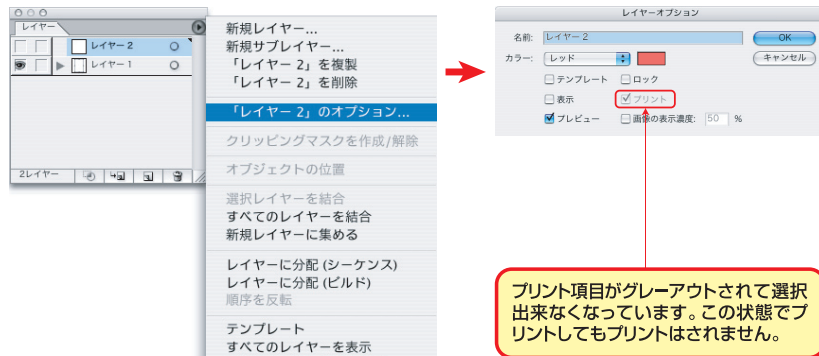 レイヤー
レイヤー 2
レイヤー 1
2レイヤー
新規レイヤー...
新規サブレイヤー...
「レイヤー 2」を複製
「レイヤー 2」を削除
「レイヤー 2」のオプション...
クリッピングマスクを作成/解除
オブジェクトの位置
選択レイヤーを結合
すべてのレイヤーを結合
新規レイヤーに集める
レイヤーに分配 (シーケンス)
レイヤーに分配 (ビルド)
順序を反転
テンプレート
すべてのレイヤーを表示
レイヤーオプション
名前: レイヤー 2 OK
カラー: レッド キャンセル
テンプレート ロック
表示 プリント
プレビュー 画像の表示濃度: 50 %
プリント項目がグレーアウトされて選択
出来なくなっています。この状態でプ
リントしてもプリントはされません。